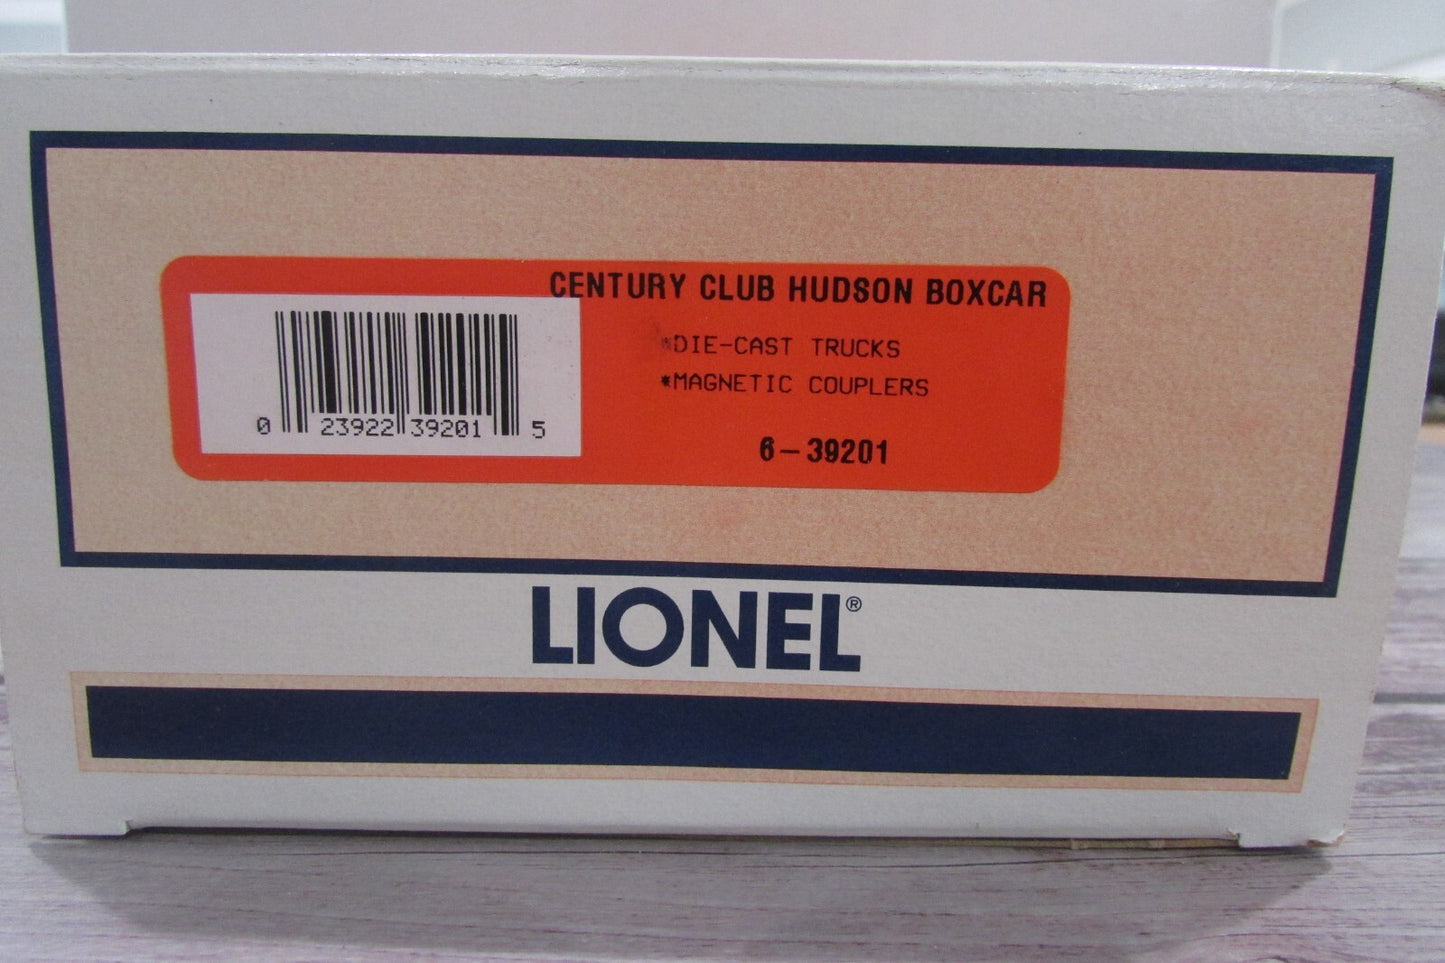 CENTURY CLUB HUDSON BOXCAR
*DIE-CAST TRUCKS
*MAGNETIC COUPLERS
0 23922 39201 5
6-39201
LIONEL®